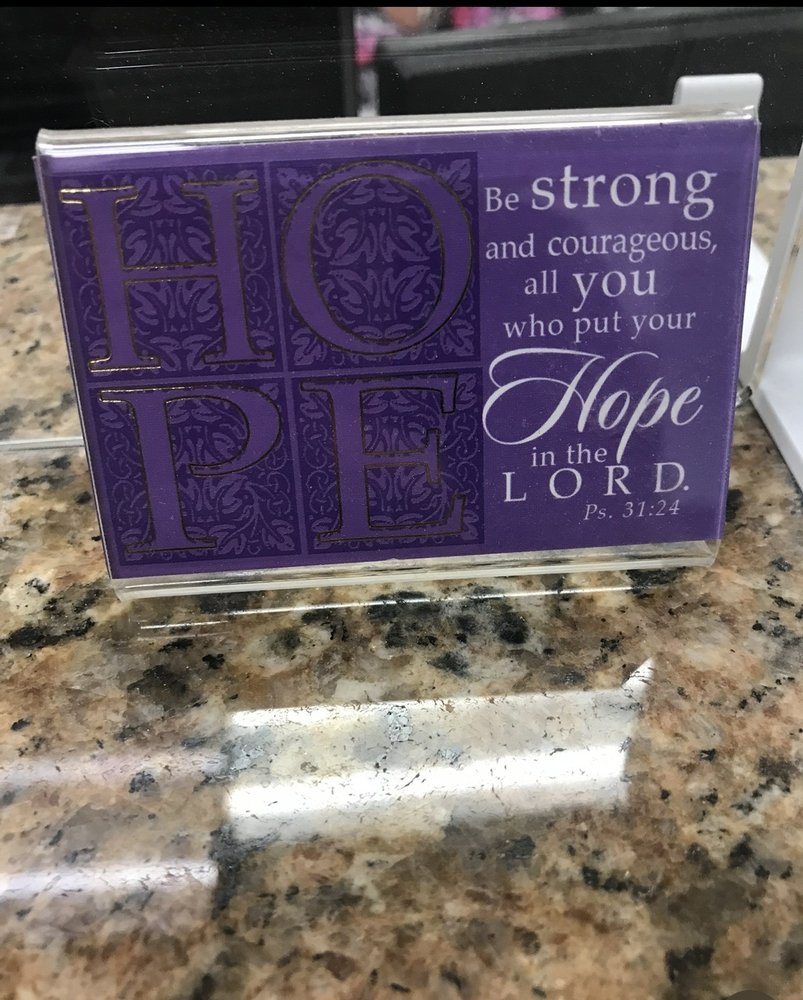 HO
PE
Be strong
and courageous,
all you
who put your
Hope
in the
LORD.
Ps. 31:24